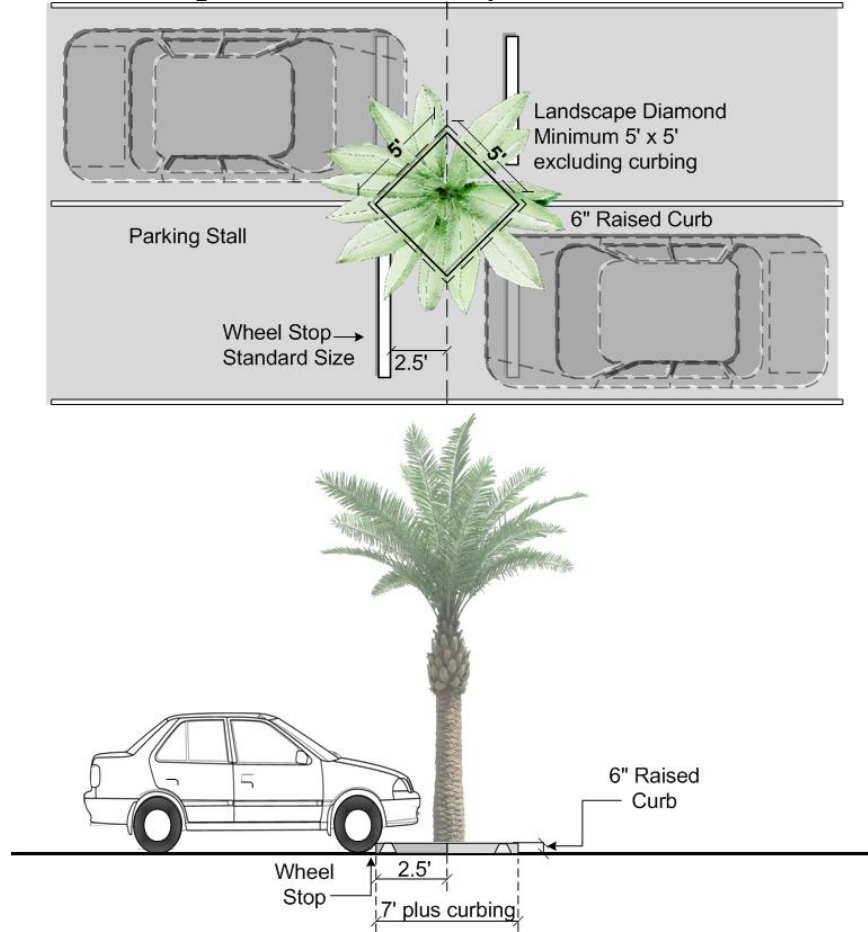 Landscape Diamond
Minimum 5' x 5'
excluding curbing
5'
5'
6" Raised Curb
Parking Stall
Wheel Stop
Standard Size
2.5'
6" Raised
Curb
Wheel
Stop
2.5'
7' plus curbing